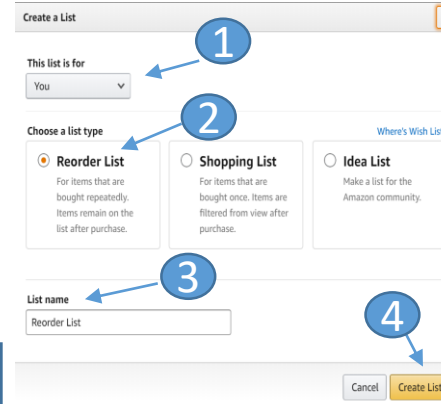 Create a List
1
This list is for
You
2
Choose a list type
Where's Wish List
Reorder List
For items that are
bought repeatedly.
Items remain on the
list after purchase.
Shopping List
For items that are
bought once. Items are
filtered from view after
purchase.
Idea List
Make a list for the
Amazon community.
3
List name
Reorder List
4
Cancel
Create List